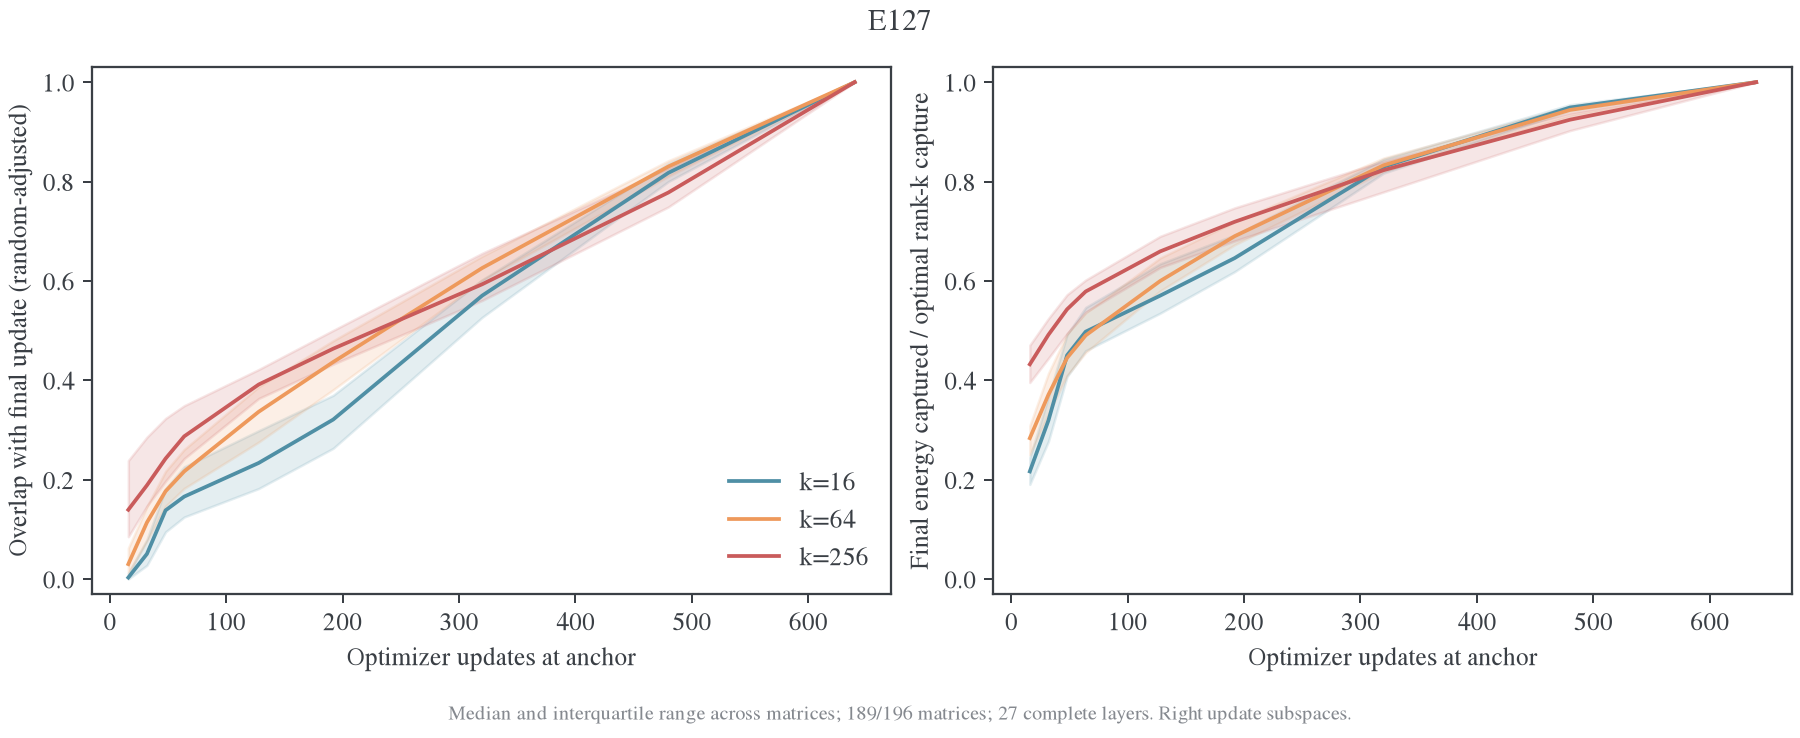 E127
Overlap with final update (random-adjusted)
1.0
0.8
0.6
0.4
0.2
0.0
0 100 200 300 400 500 600
Optimizer updates at anchor
k=16
k=64
k=256
Final energy captured / optimal rank-k capture
1.0
0.8
0.6
0.4
0.2
0.0
0 100 200 300 400 500 600
Optimizer updates at anchor
Median and interquartile range across matrices; 189/196 matrices; 27 complete layers. Right update subspaces.